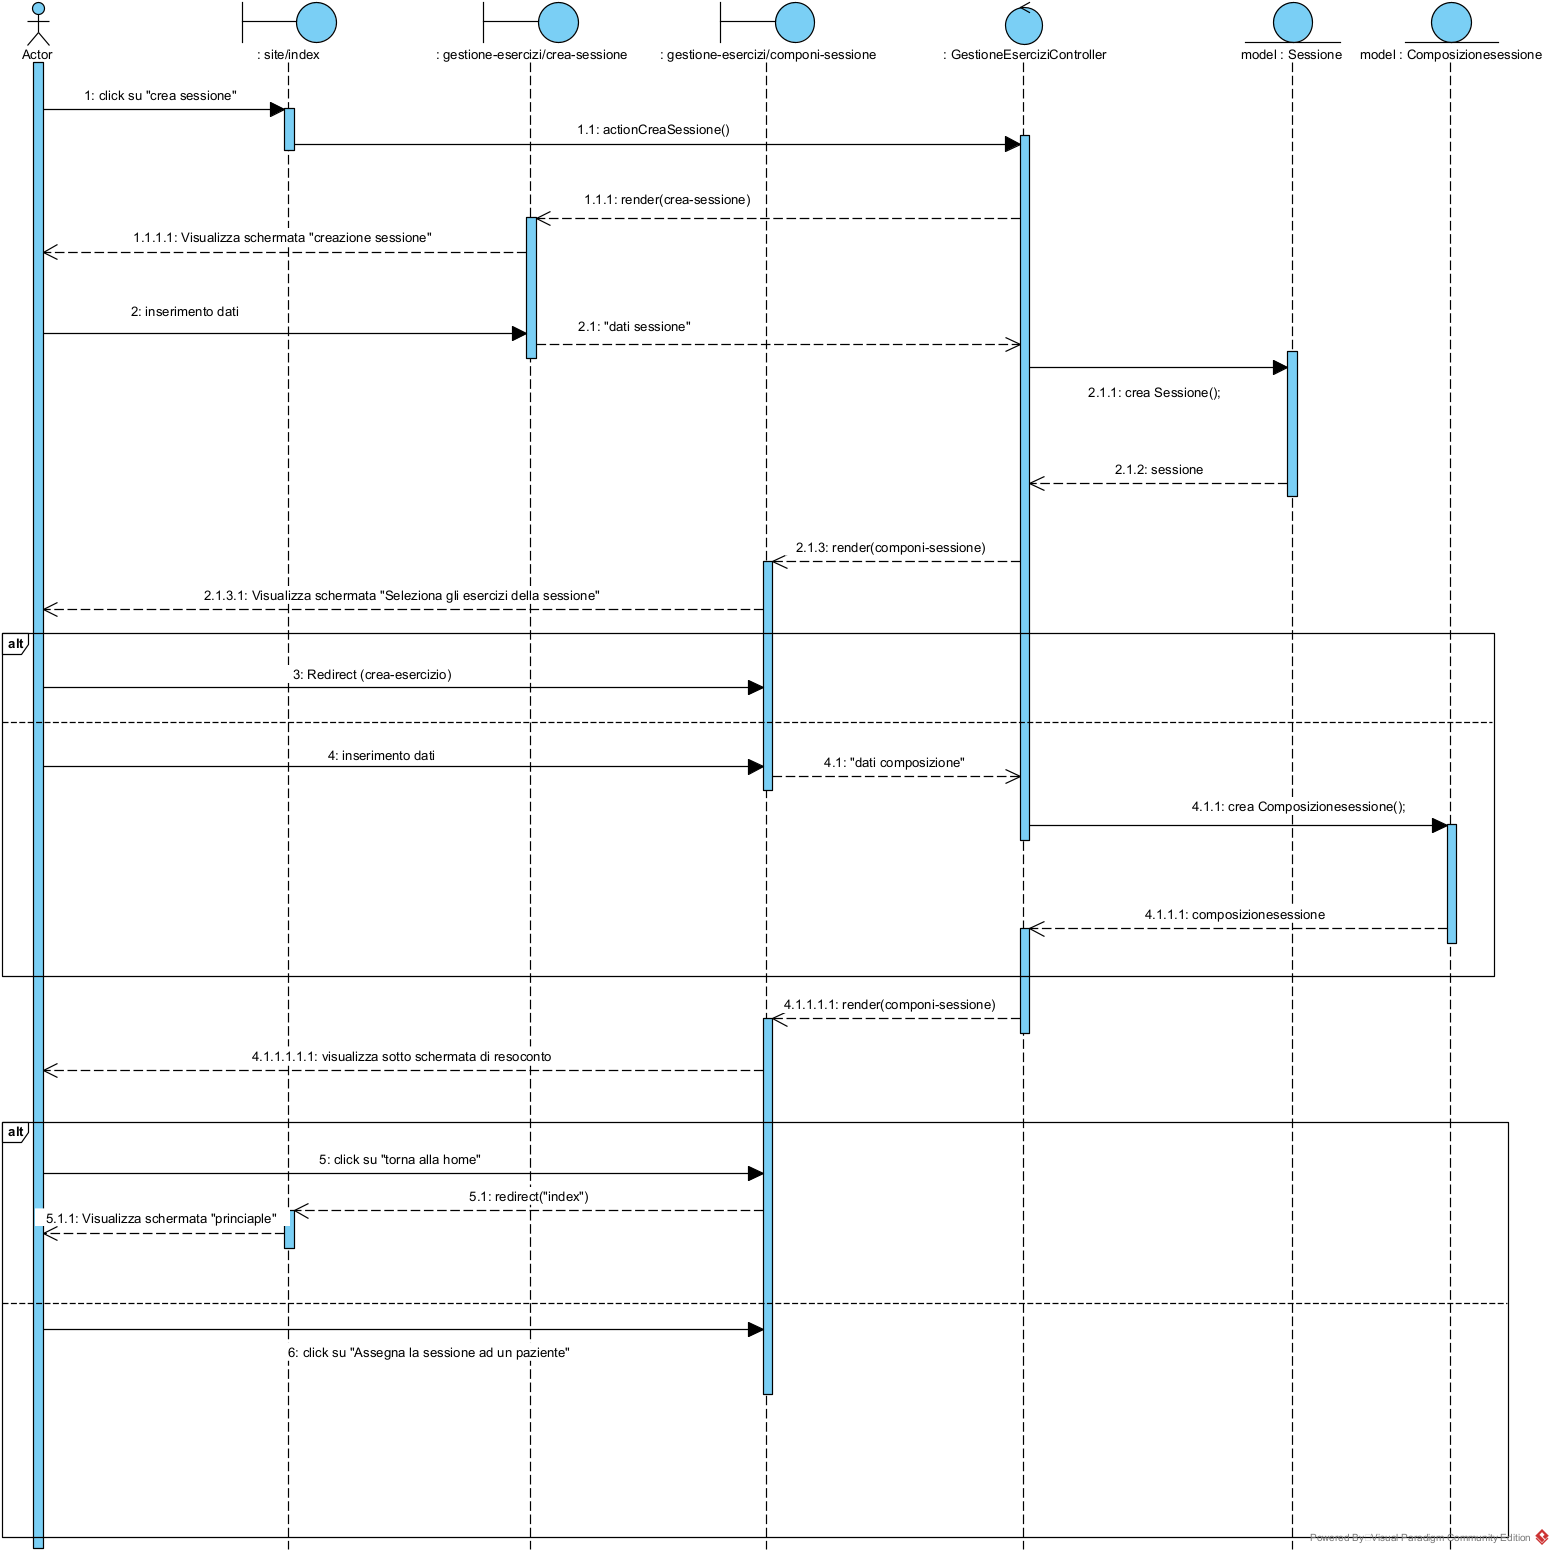 Actor
: site/index
: gestione-esercizi/crea-sessione
: gestione-esercizi/componi-sessione
: GestioneEserciziController
model : Sessione
model : Composizionesessione
1: click su "crea sessione"
1.1: actionCreaSessione()
1.1.1: render(crea-sessione)
1.1.1.1: Visualizza schermata "creazione sessione"
2: inserimento dati
2.1: "dati sessione"
2.1.1: crea Sessione();
2.1.2: sessione
2.1.3: render(componi-sessione)
2.1.3.1: Visualizza schermata "Seleziona gli esercizi della sessione"
alt
3: Redirect (crea-esercizio)
4: inserimento dati
4.1: "dati composizione"
4.1.1: crea Composizionesessione();
4.1.1.1: composizionesessione
4.1.1.1.1: render(componi-sessione)
4.1.1.1.1.1: visualizza sotto schermata di resoconto
alt
5: click su "torna alla home"
5.1: redirect("index")
5.1.1: Visualizza schermata "princiaple"
6: click su "Assegna la sessione ad un paziente"
Powered By: Visual Paradigm Community Edition